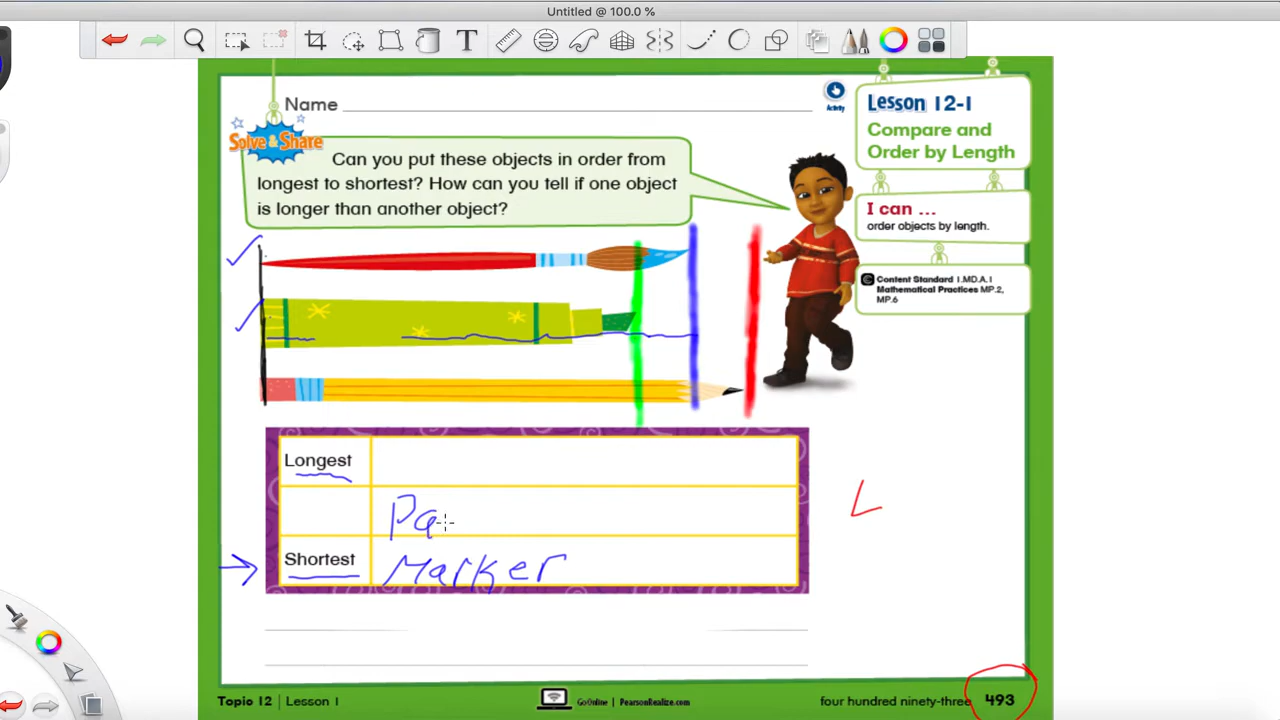 Untitled @ 100.0 %
Name
Activity
Lesson 12-1
Compare and
Order by Length
Solve & Share
Can you put these objects in order from
longest to shortest? How can you tell if one object
is longer than another object?
I can ...
order objects by length.
Content Standard 1.MD.A.1
Mathematical Practices MP.2,
MP.6
Longest
Pa
Shortest Marker
L
Topic 12 | Lesson 1
Go Online | PearsonRealize.com
four hundred ninety-three 493